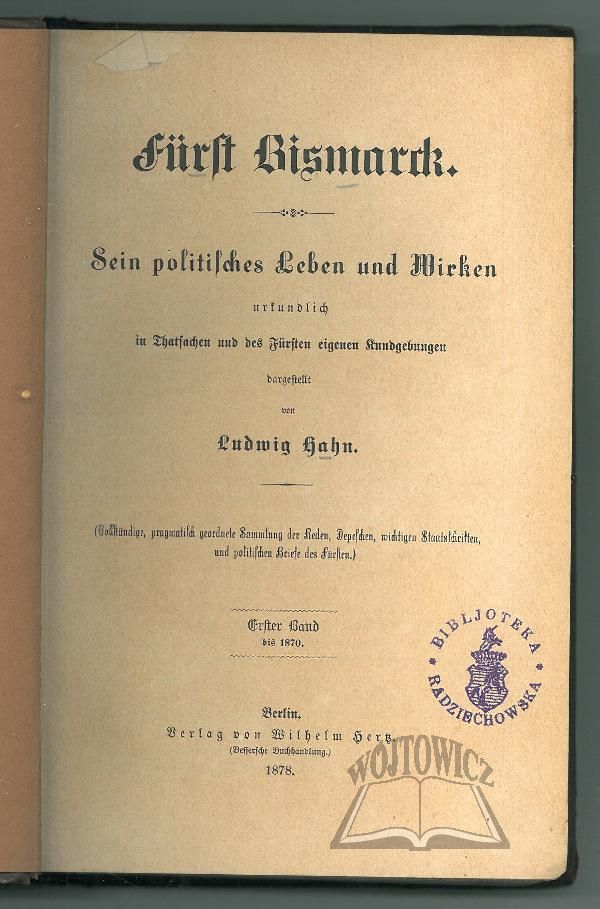 Fürst Bismarck.
Sein politisches Leben und Wirken
urkundlich
in Thatsachen und des Fürsten eigenen Kundgebungen
dargestellt
von
Ludwig Hahn.
(Vollständige, pragmatisch geordnete Sammlung der Reden, Depeschen, wichtigen Staatsschriften,
und politischen Briefe des Fürsten.)
Erster Band
bis 1870.
Berlin.
Verlag von Wilhelm Hertz.
(Bessersche Buchhandlung.)
1878.
* BIBLJOTEKA *
RADZIECHOWSKA
WÓJTOWICZ